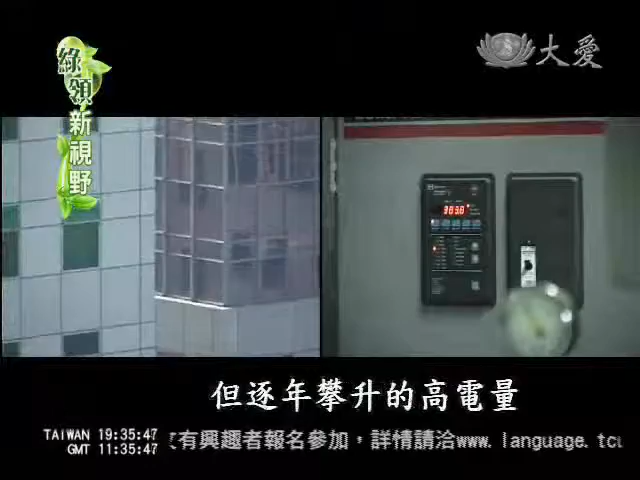 大愛
綠領新視野
但逐年攀升的高電量
TAIWAN 19:35:47
GMT 11:35:47
有興趣者報名參加，詳情請洽www.language.tcu